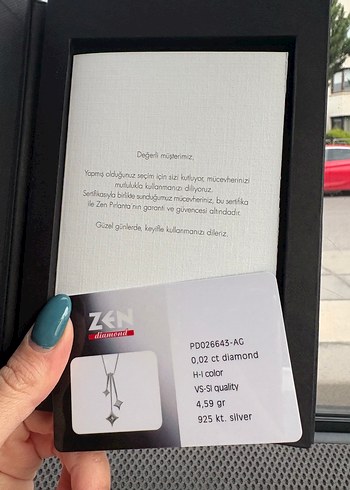 Değerli müşterimiz,
Yapmış olduğunuz seçim için sizi kutluyor, mücevherinizi
mutlulukla kullanmanızı diliyoruz.
Sertifikasıyla birlikte sunduğumuz mücevheriniz, bu sertifika
ile Zen Pırlanta'nın garanti ve güvencesi altındadır.
Güzel günlerde, keyifle kullanmanızı dileriz.
ZEN
diamond
PD026643-AG
0,02 ct diamond
H-I color
VS-SI quality
4,59 gr
925 kt. silver